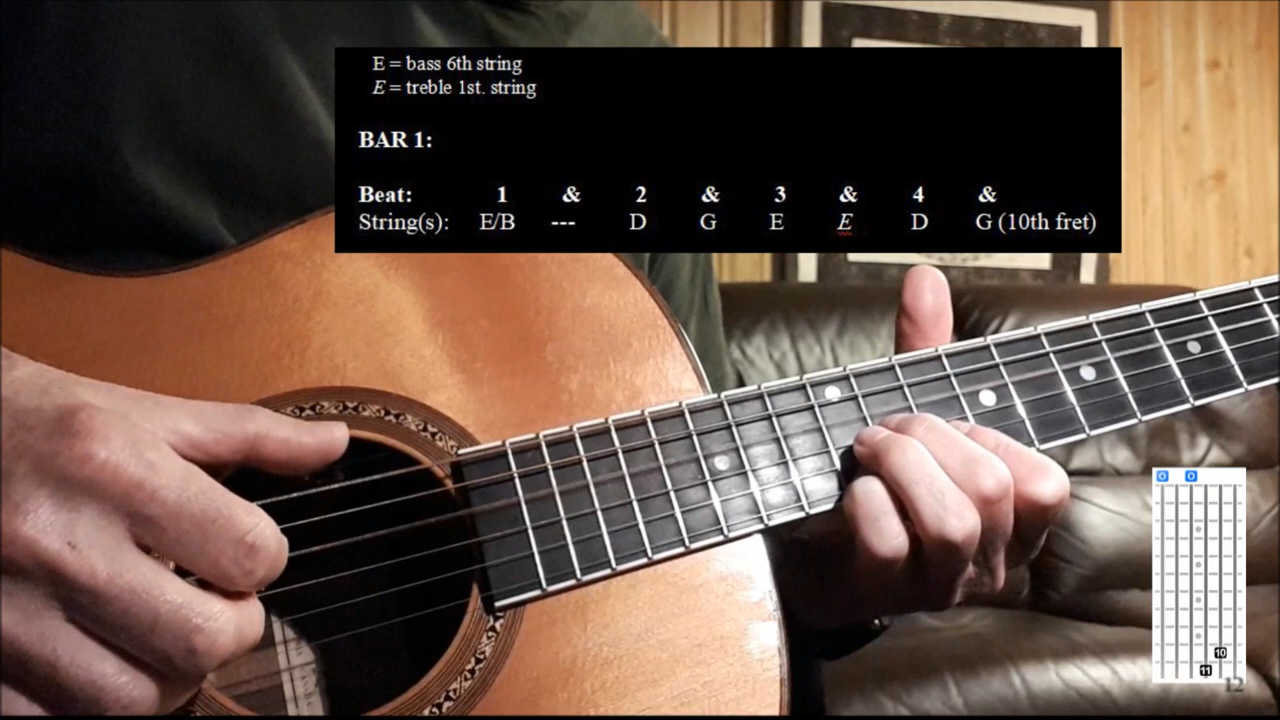 E = bass 6th string
E = treble 1st. string
BAR 1:
Beat: 1 & 2 & 3 & 4 &
String(s): E/B --- D G E E D G (10th fret)
O O
10
11
12